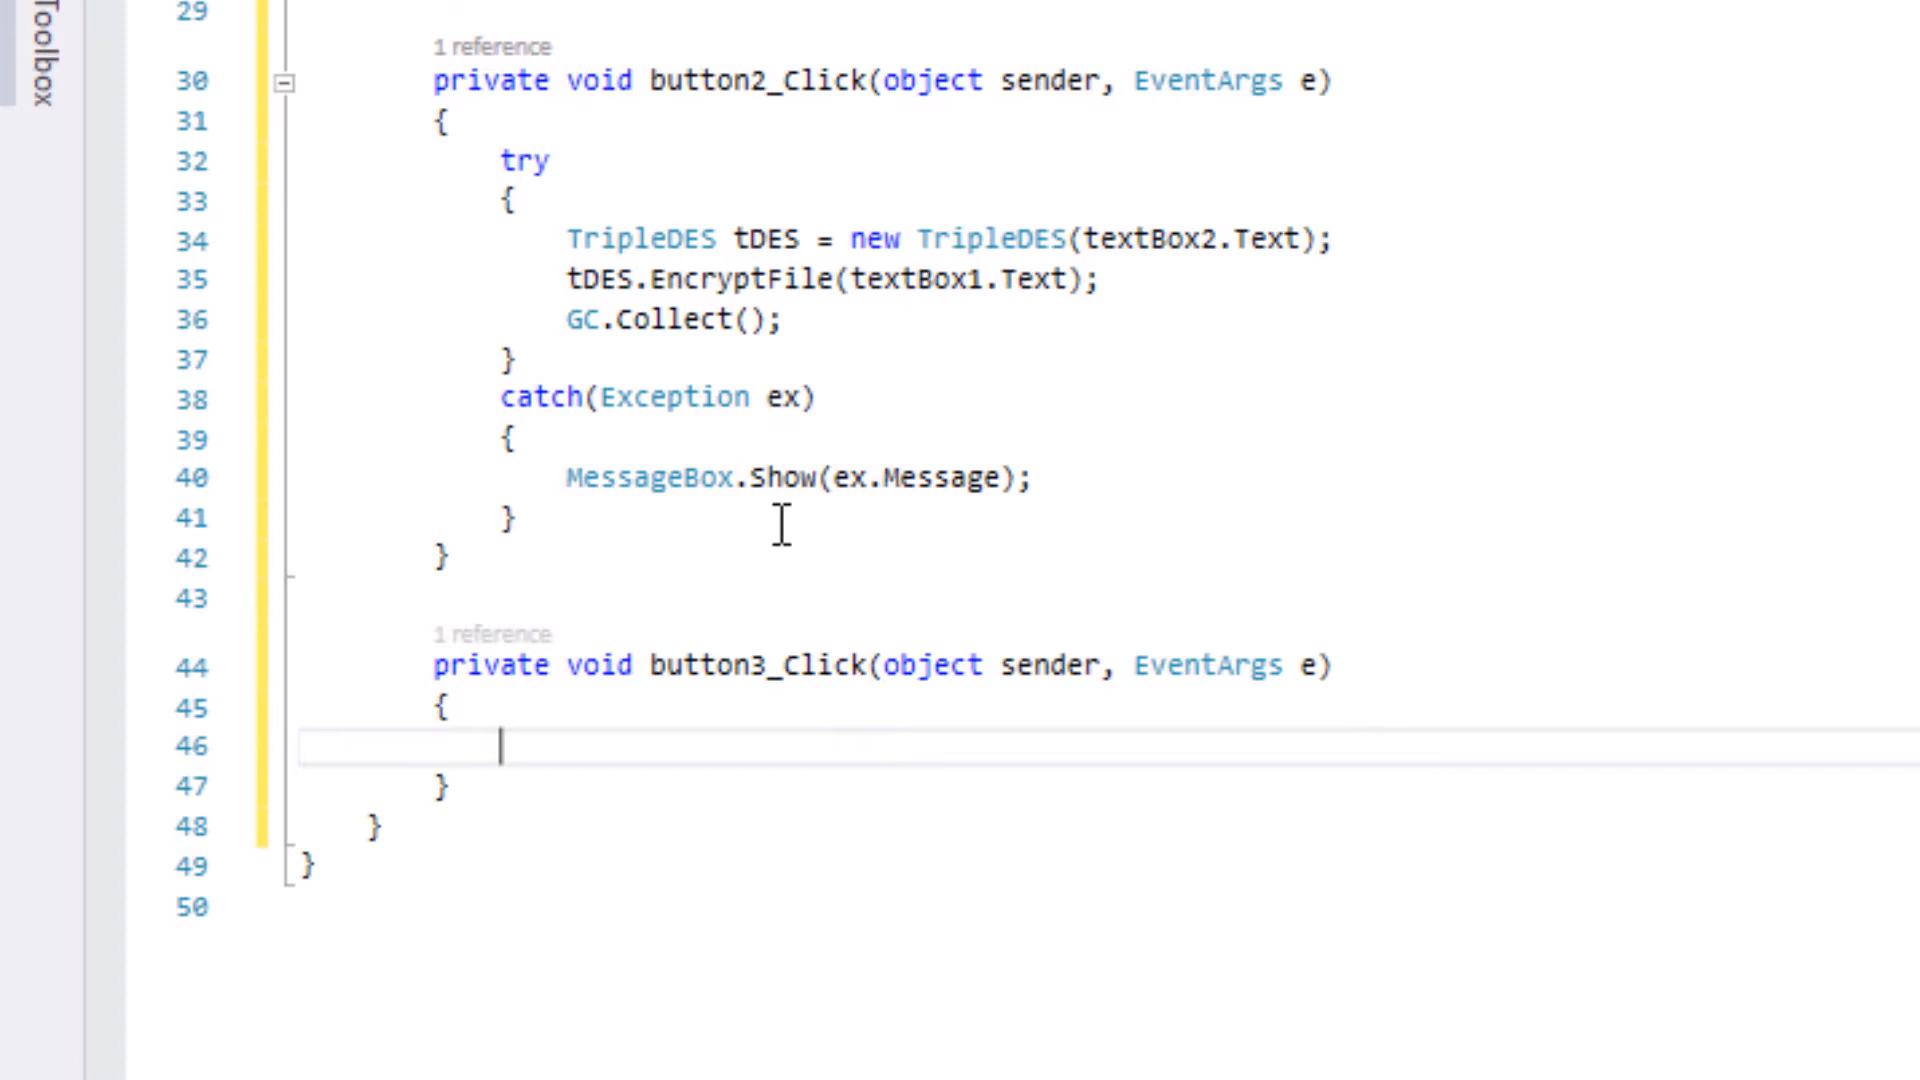 Toolbox
29
1 reference
30 private void button2_Click(object sender, EventArgs e)
31 {
32 try
33 {
34 TripleDES tDES = new TripleDES(textBox2.Text);
35 tDES.EncryptFile(textBox1.Text);
36 GC.Collect();
37 }
38 catch(Exception ex)
39 {
40 MessageBox.Show(ex.Message);
41 }
42 }
43
1 reference
44 private void button3_Click(object sender, EventArgs e)
45 {
46
47 }
48 }
49 }
50